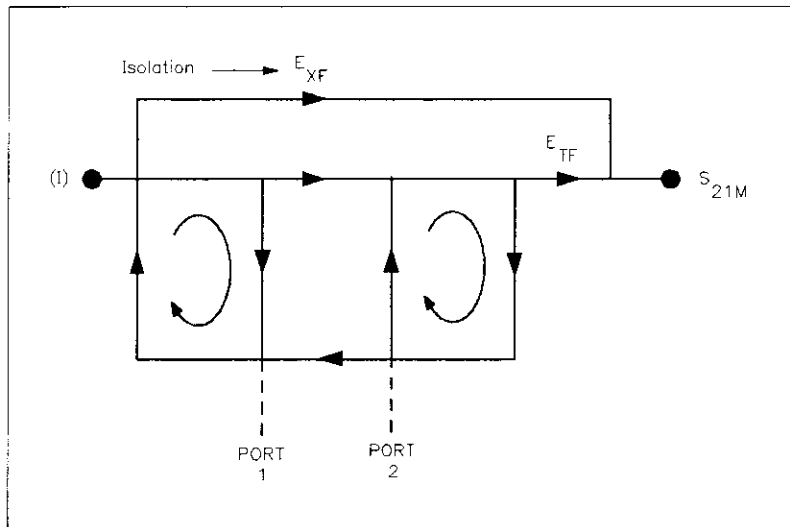 Isolation E XF
E TF
(I)
S 21M
PORT 1
PORT 2